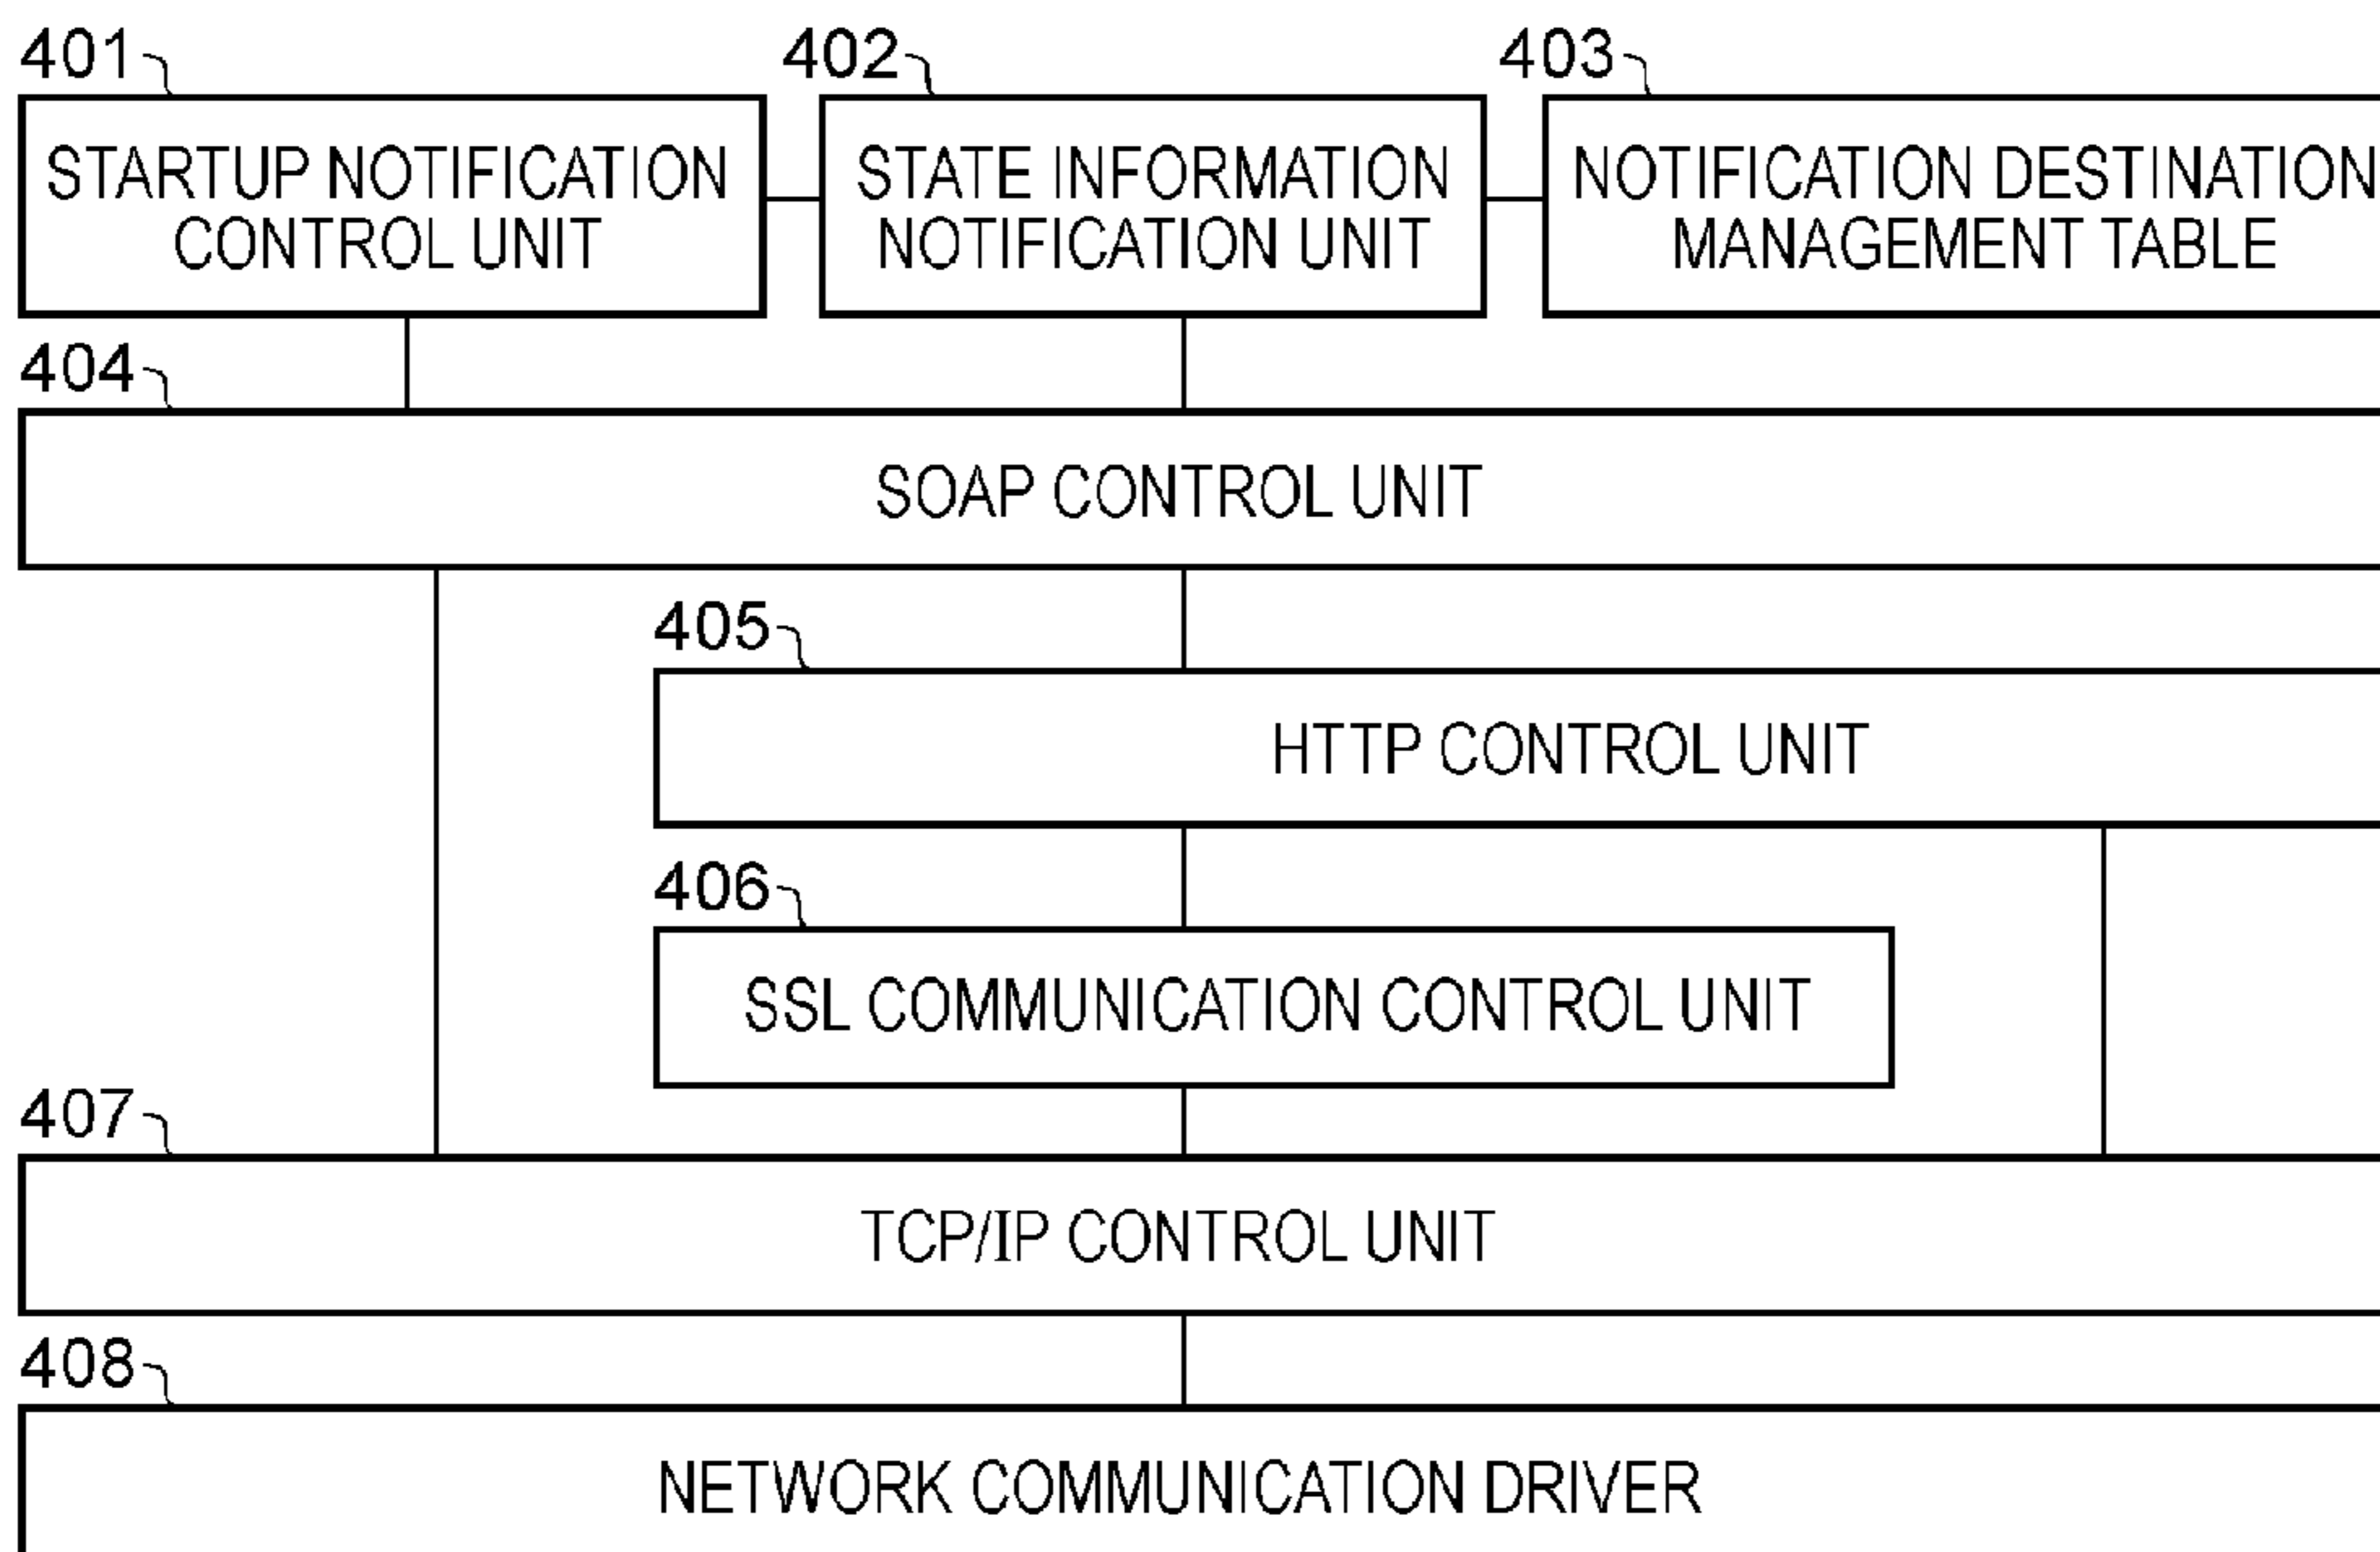 401
402
403
STARTUP NOTIFICATION
CONTROL UNIT
STATE INFORMATION
NOTIFICATION UNIT
NOTIFICATION DESTINATION
MANAGEMENT TABLE
404
SOAP CONTROL UNIT
405
HTTP CONTROL UNIT
406
SSL COMMUNICATION CONTROL UNIT
407
TCP/IP CONTROL UNIT
408
NETWORK COMMUNICATION DRIVER